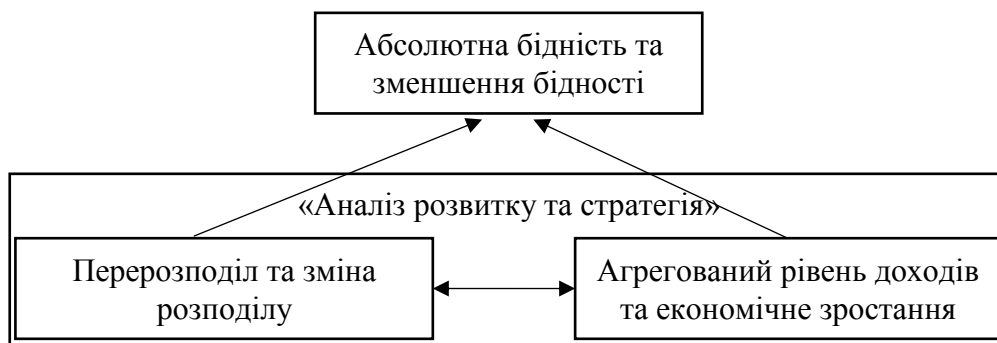 Абсолютна бідність та
зменшення бідності
«Аналіз розвитку та стратегія»
Перерозподіл та зміна
розподілу
Агрегований рівень доходів
та економічне зростання